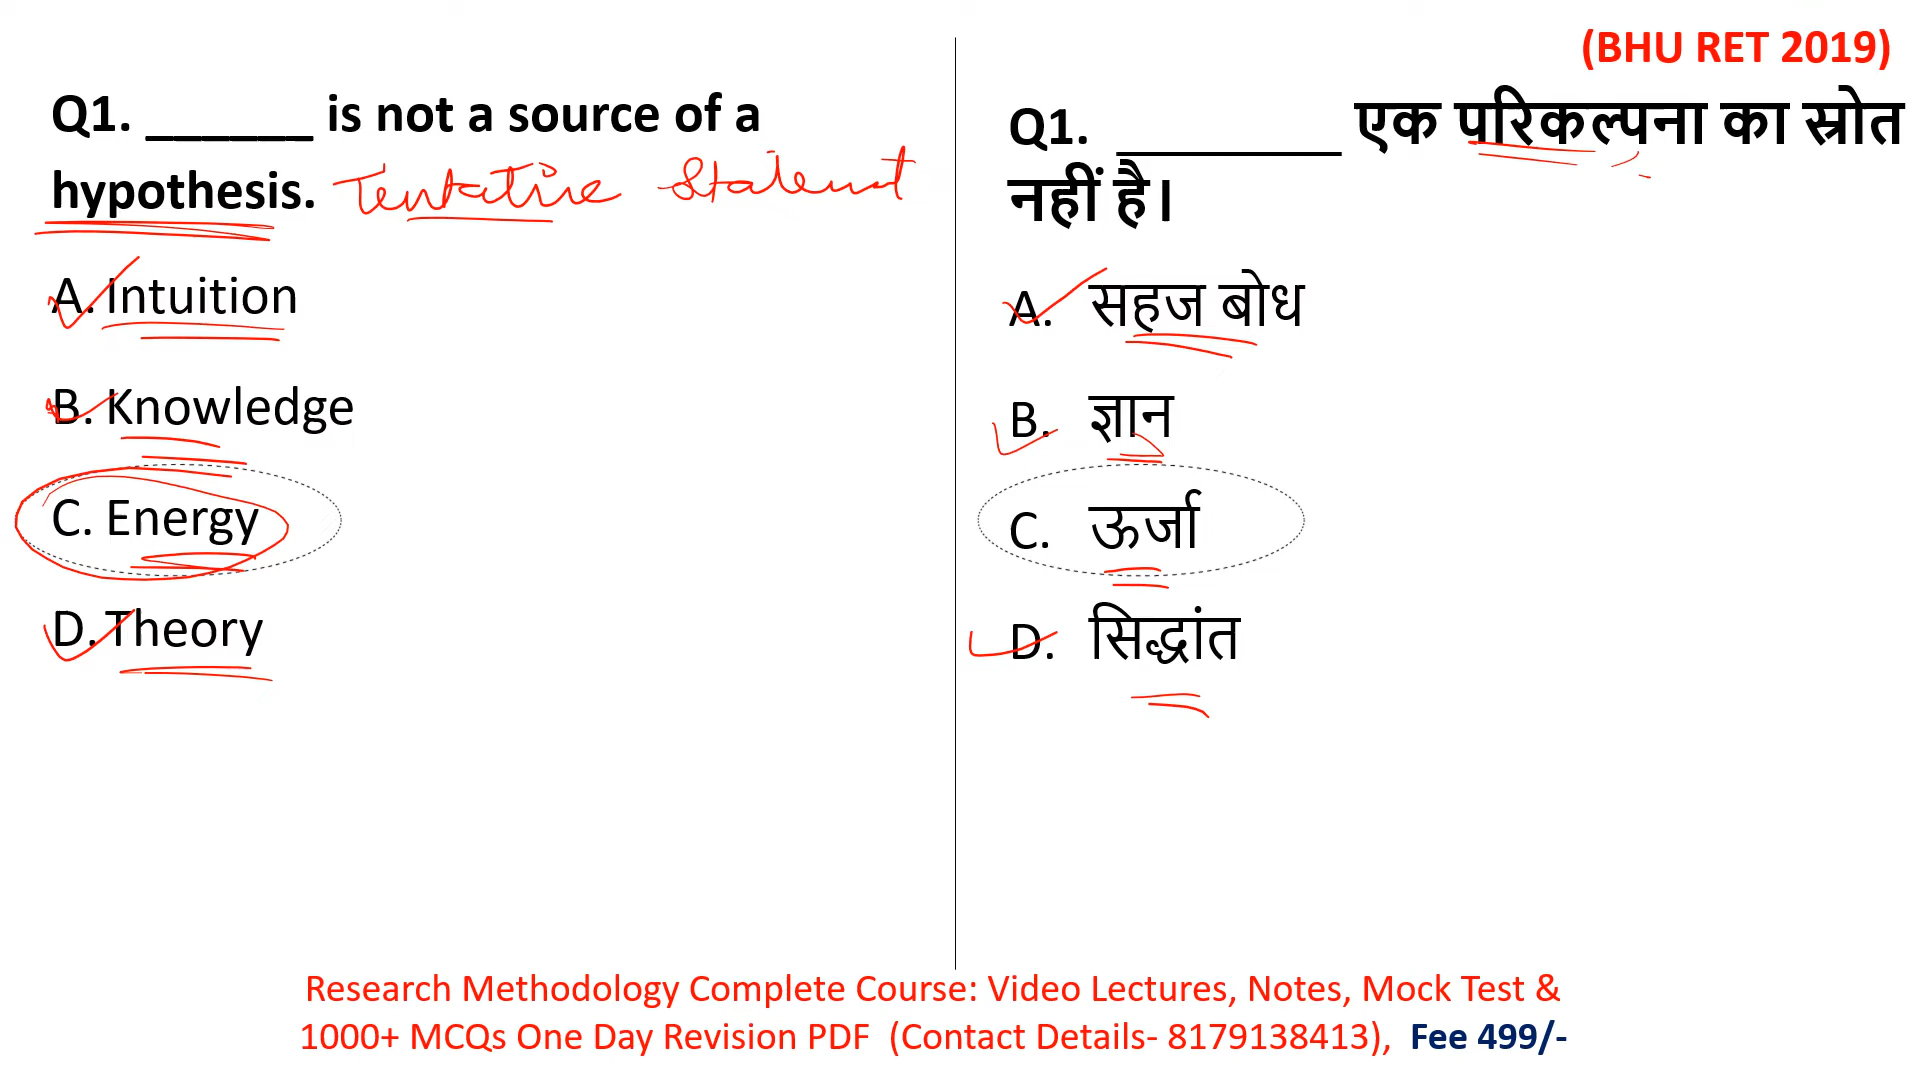 (BHU RET 2019)
Q1. ______ is not a source of a
hypothesis. Tentative Statement
A. Intuition
B. Knowledge
C. Energy
D. Theory
Q1. ________ एक परिकल्पना का स्रोत
नहीं है।
A. सहज बोध
B. ज्ञान
C. ऊर्जा
D. सिद्धांत
Research Methodology Complete Course: Video Lectures, Notes, Mock Test &
1000+ MCQs One Day Revision PDF (Contact Details- 8179138413), Fee 499/-